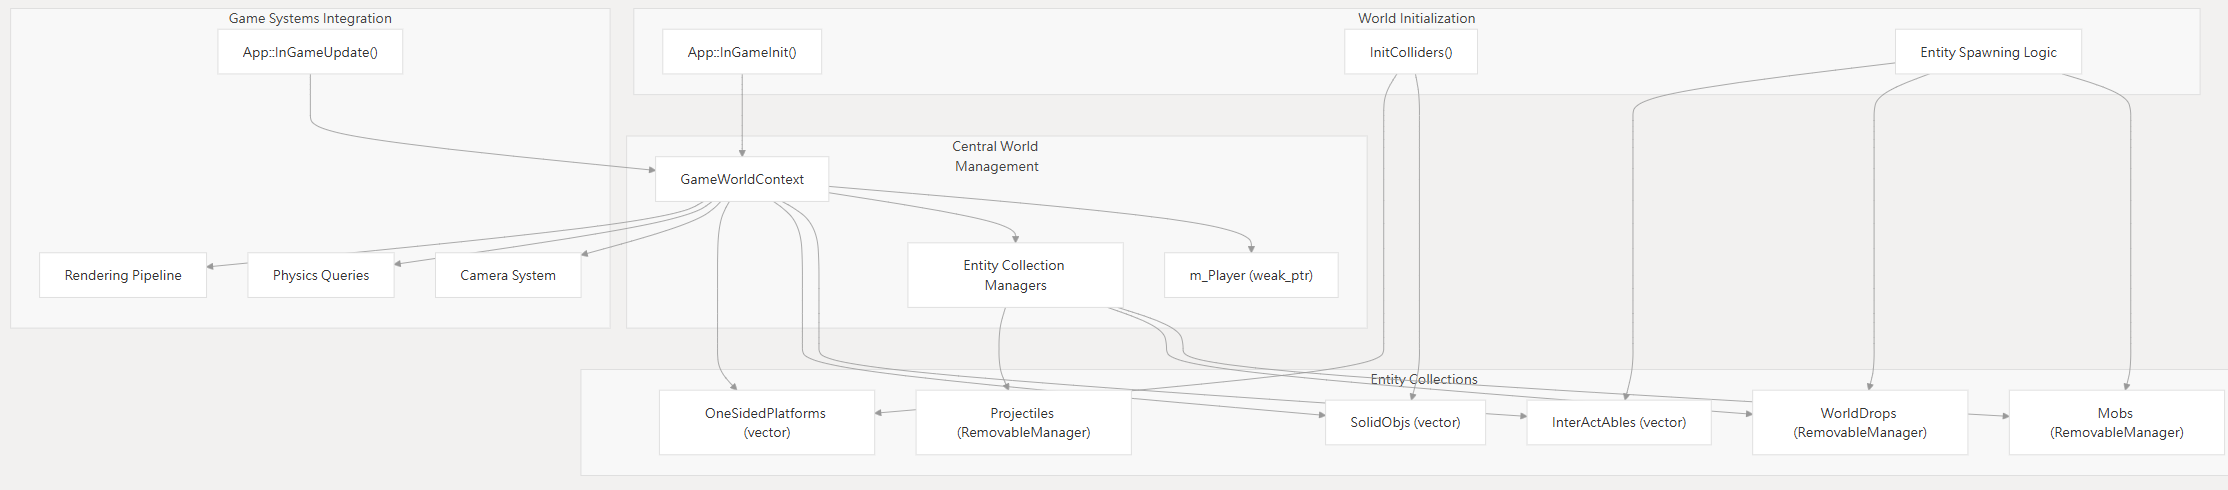 Game Systems Integration
World Initialization
App::InGameUpdate()
App::InGameInit()
InitColliders()
Entity Spawning Logic
Central World
Management
GameWorldContext
Rendering Pipeline
Physics Queries
Camera System
Entity Collection
Managers
m_Player (weak_ptr)
Entity Collections
OneSidedPlatforms
(vector)
Projectiles
(RemovableManager)
SolidObjs (vector)
InterActAbles (vector)
WorldDrops
(RemovableManager)
Mobs
(RemovableManager)